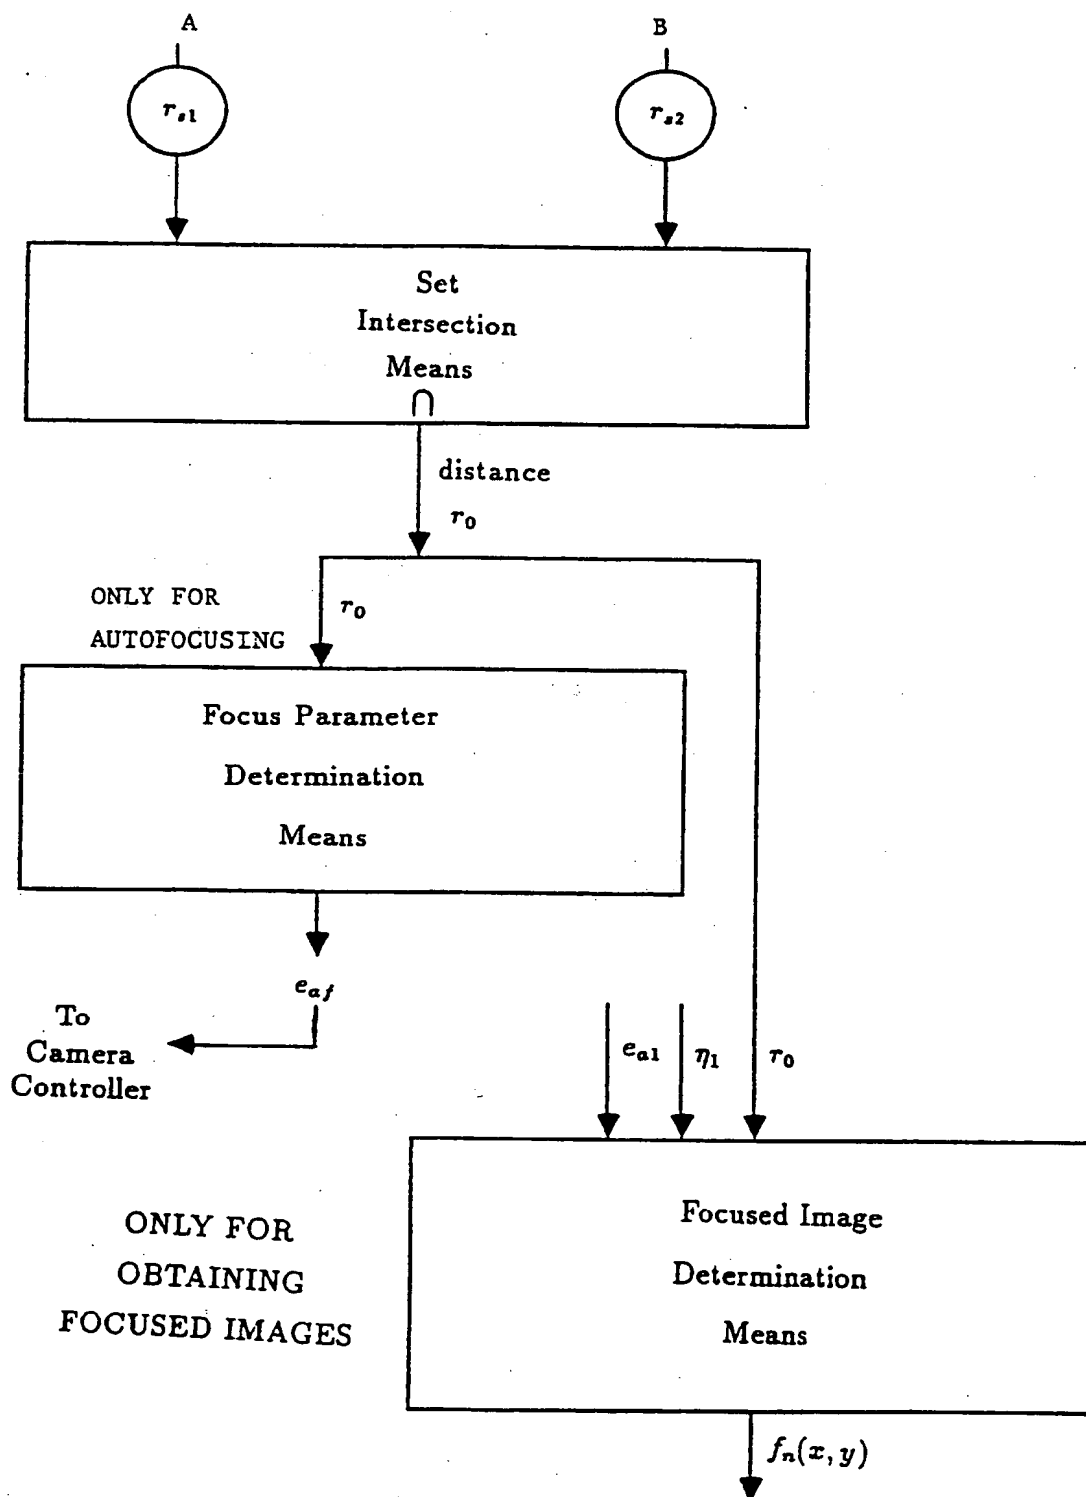 A
B
r_{s1}
r_{s2}
Set
Intersection
Means
∩
distance
r_0
ONLY FOR
AUTOFOCUSING
r_0
Focus Parameter
Determination
Means
e_{af}
To
Camera
Controller
e_{a1}
η_1
r_0
ONLY FOR
OBTAINING
FOCUSED IMAGES
Focused Image
Determination
Means
f_n(x, y)